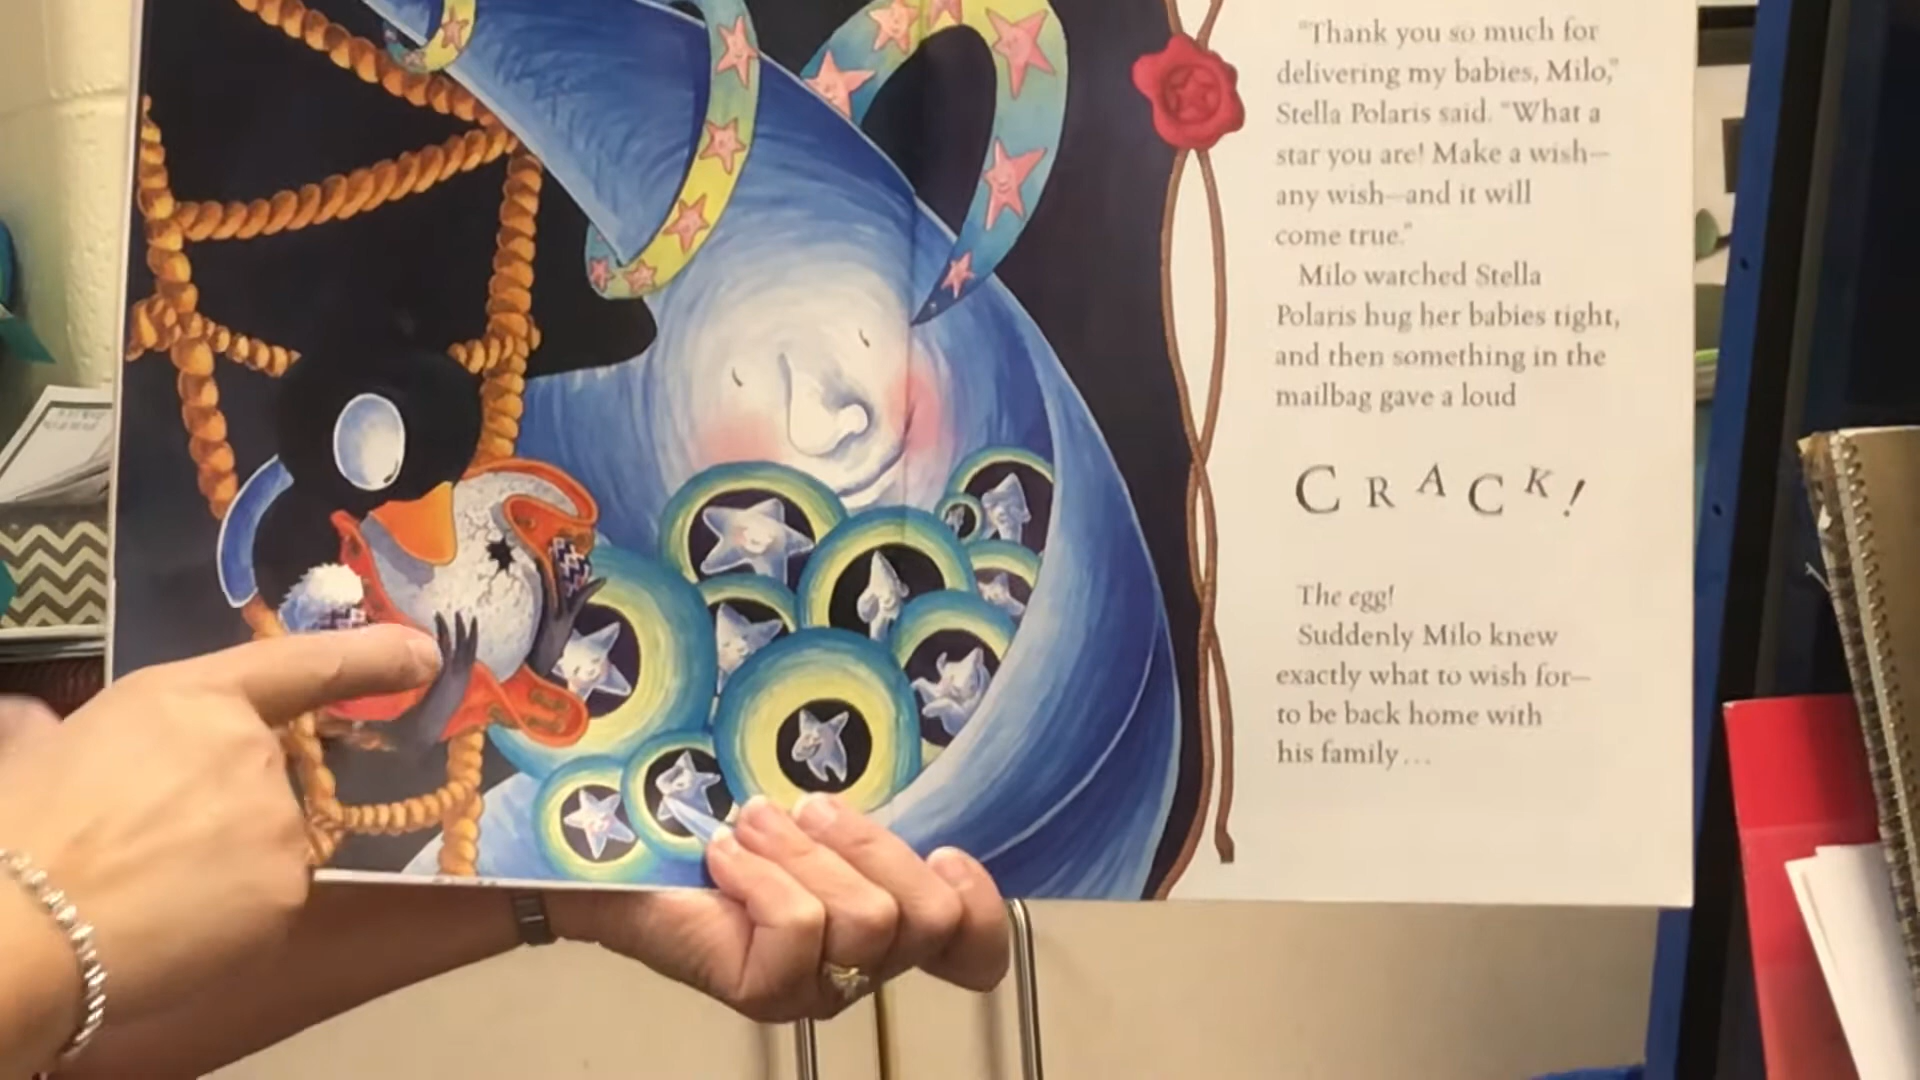 "Thank you so much for
delivering my babies, Milo,"
Stella Polaris said. "What a
star you are! Make a wish—
any wish—and it will
come true."
Milo watched Stella
Polaris hug her babies tight,
and then something in the
mailbag gave a loud
CRACK!
The egg!
Suddenly Milo knew
exactly what to wish for—
to be back home with
his family...